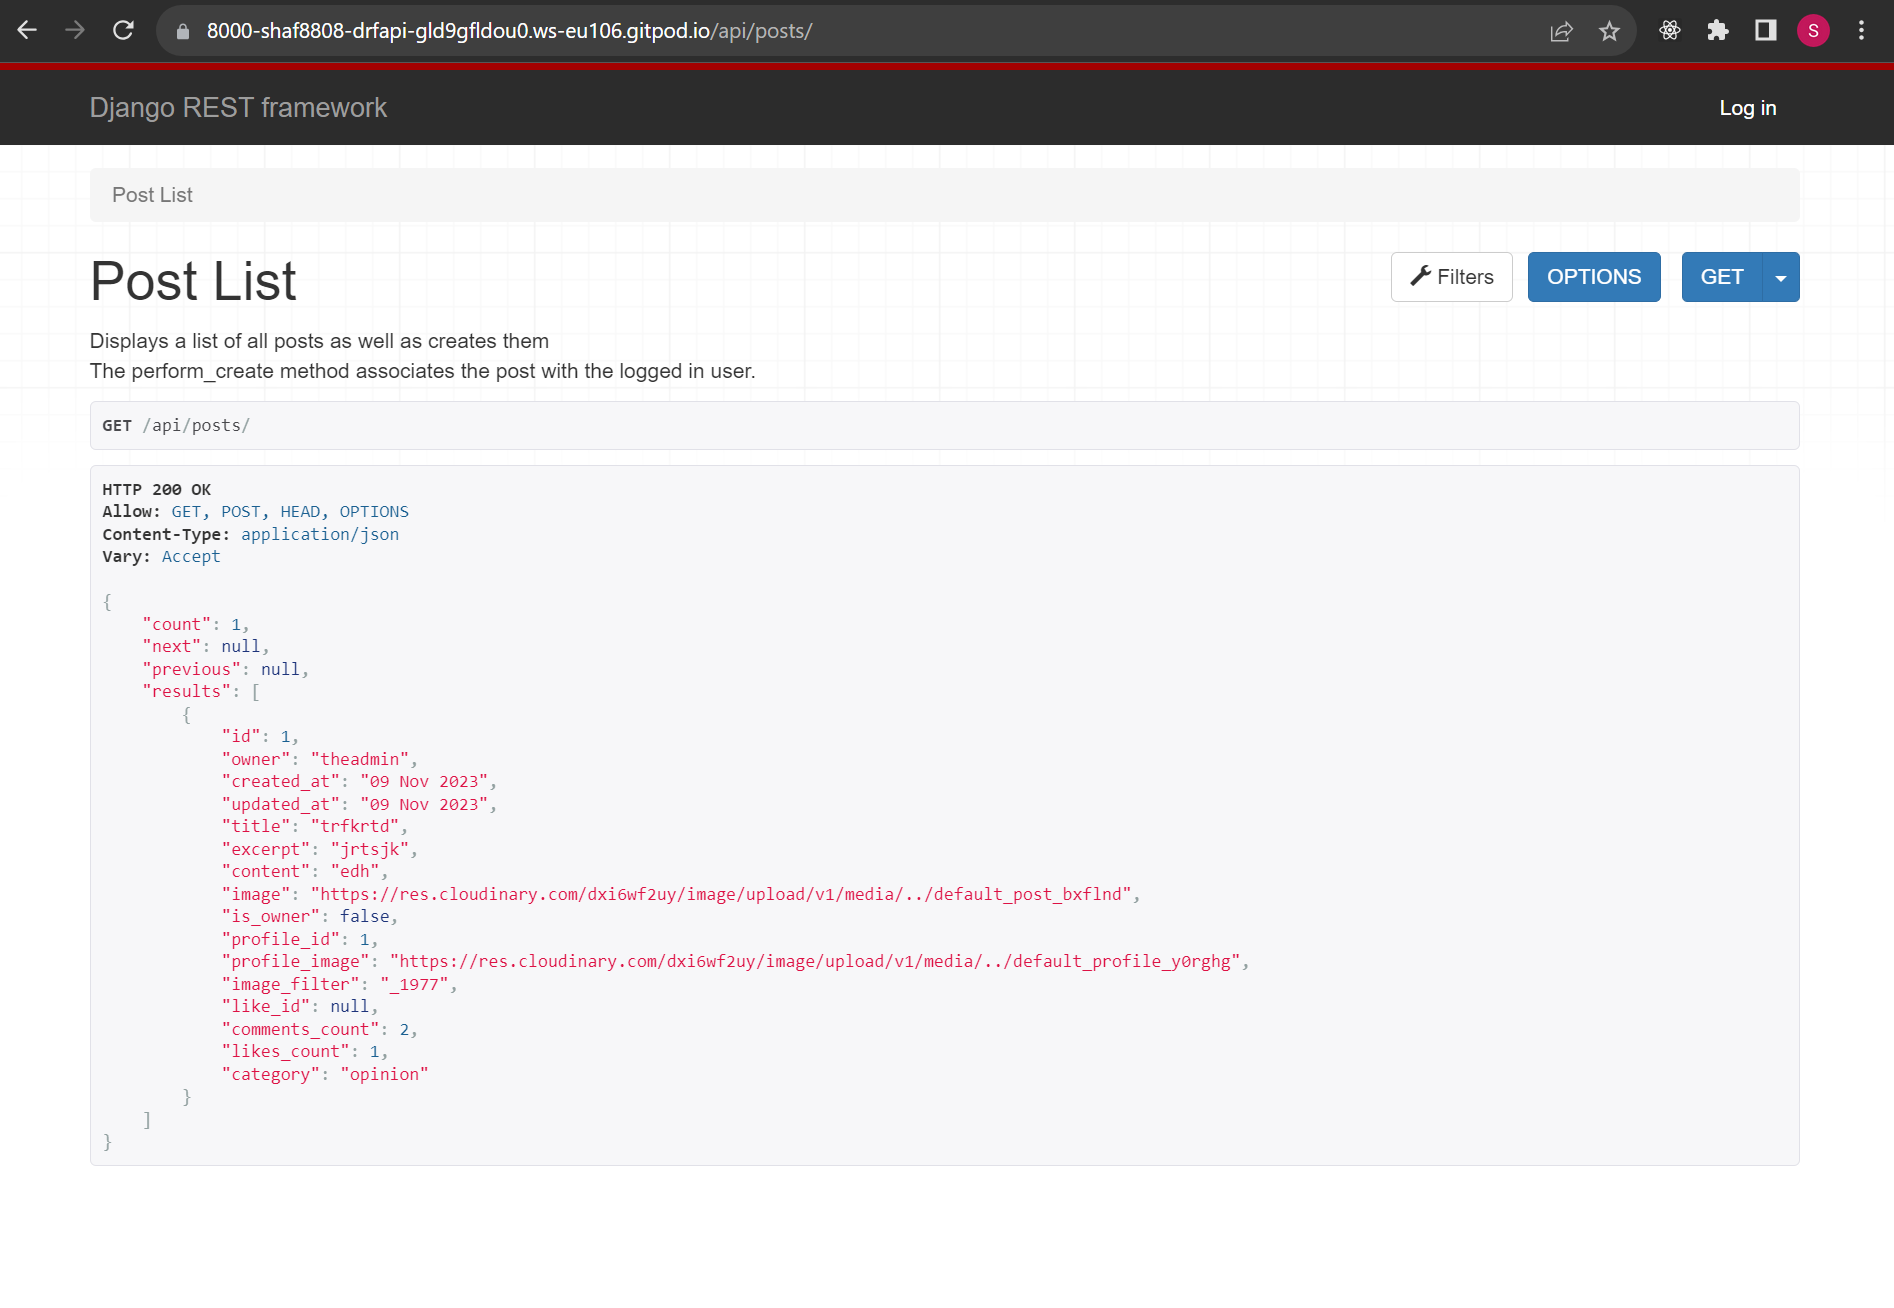 8000-shaf8808-drfapi-gld9gfldou0.ws-eu106.gitpod.io/api/posts/
S
Django REST framework
Log in
Post List
Post List
Filters
OPTIONS
GET
Displays a list of all posts as well as creates them
The perform_create method associates the post with the logged in user.
GET /api/posts/
HTTP 200 OK
Allow: GET, POST, HEAD, OPTIONS
Content-Type: application/json
Vary: Accept
{
    "count": 1,
    "next": null,
    "previous": null,
    "results": [
        {
            "id": 1,
            "owner": "theadmin",
            "created_at": "09 Nov 2023",
            "updated_at": "09 Nov 2023",
            "title": "trfkrtd",
            "excerpt": "jrtsjk",
            "content": "edh",
            "image": "https://res.cloudinary.com/dxi6wf2uy/image/upload/v1/media/../default_post_bxflnd",
            "is_owner": false,
            "profile_id": 1,
            "profile_image": "https://res.cloudinary.com/dxi6wf2uy/image/upload/v1/media/../default_profile_y0rghg",
            "image_filter": "_1977",
            "like_id": null,
            "comments_count": 2,
            "likes_count": 1,
            "category": "opinion"
        }
    ]
}